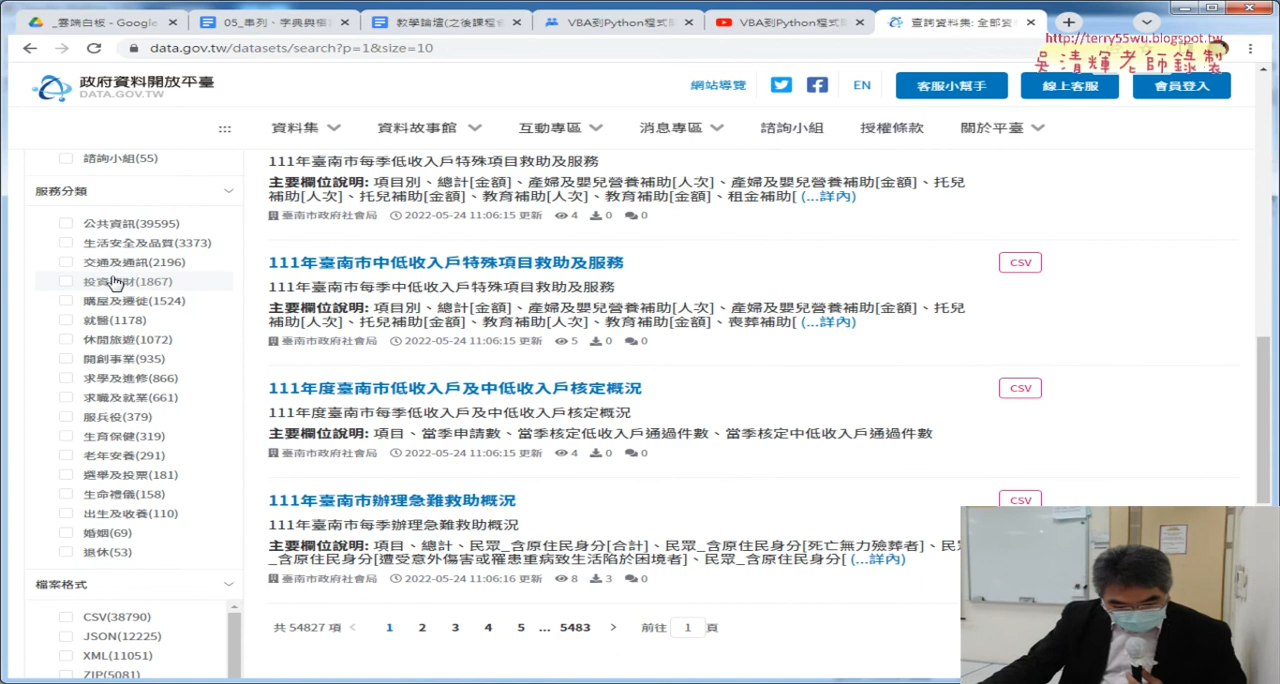 _雲端白板 - Google
05_串列、字典與樞
教學論壇(之後課程
VBA到Python程式
VBA到Python程式
查詢資料集: 全部資
data.gov.tw/datasets/search?p=1&size=10
http://terry55wu.blogspot.tw
吳清輝老師錄製
政府資料開放平臺
DATA.GOV.TW
網站導覽
EN
客服小幫手
線上客服
會員登入
:::
資料集
資料故事館
互動專區
消息專區
諮詢小組
授權條款
關於平臺
諮詢小組(55)
服務分類
公共資訊(39595)
生活安全及品質(3373)
交通及通訊(2196)
投資理財(1867)
購屋及遷徙(1524)
就醫(1178)
休閒旅遊(1072)
開創事業(935)
求學及進修(866)
求職及就業(661)
服兵役(379)
生育保健(319)
老年安養(291)
選舉及投票(181)
生命禮儀(158)
出生及收養(110)
婚姻(69)
退休(53)
檔案格式
CSV(38790)
JSON(12225)
XML(11051)
ZIP(5081)
111年臺南市每季低收入戶特殊項目救助及服務
主要欄位說明: 項目別、總計[金額]、產婦及嬰兒營養補助[人次]、產婦及嬰兒營養補助[金額]、托兒
補助[人次]、托兒補助[金額]、教育補助[人次]、教育補助[金額]、租金補助[ (...詳內)
臺南市政府社會局 2022-05-24 11:06:15 更新 4 0 0
111年臺南市中低收入戶特殊項目救助及服務
CSV
111年臺南市每季中低收入戶特殊項目救助及服務
主要欄位說明: 項目別、總計[金額]、產婦及嬰兒營養補助[人次]、產婦及嬰兒營養補助[金額]、托兒
補助[人次]、托兒補助[金額]、教育補助[人次]、教育補助[金額]、喪葬補助[ (...詳內)
臺南市政府社會局 2022-05-24 11:06:15 更新 5 0 0
111年度臺南市低收入戶及中低收入戶核定概況
CSV
111年度臺南市每季低收入戶及中低收入戶核定概況
主要欄位說明: 項目、當季申請數、當季核定低收入戶通過件數、當季核定中低收入戶通過件數
臺南市政府社會局 2022-05-24 11:06:15 更新 4 0 0
111年臺南市辦理急難救助概況
CSV
111年臺南市每季辦理急難救助概況
主要欄位說明: 項目、總計、民眾_含原住民身分[合計]、民眾_含原住民身分[死亡無力殮葬者]、民
_含原住民身分[遭受意外傷害或罹患重病致生活陷於困境者]、民眾_含原住民身分[ (...詳內)
臺南市政府社會局 2022-05-24 11:06:16 更新 8 3 0
共 54827 項 < 1 2 3 4 5 ... 5483 > 前往 1 頁